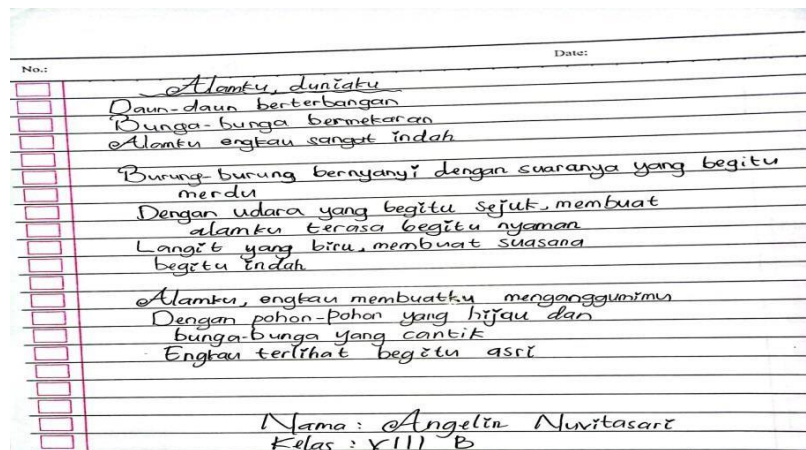 Date:
No.:
Alamku, duniaku
Daun-daun berterbangan
Bunga-bunga bermekaran
Alamku engkau sangat indah
Burung-burung bernyanyi dengan suaranya yang begitu
merdu
Dengan udara yang begitu sejuk, membuat
alamku terasa begitu nyaman
Langit yang biru, membuat suasana
begitu indah
Alamku, engkau membuatku menganggumimu
Dengan pohon-pohon yang hijau dan
bunga-bunga yang cantik
Engkau terlihat begitu asri
Nama : Angelin Nuvitasari
Kelas : VIII B